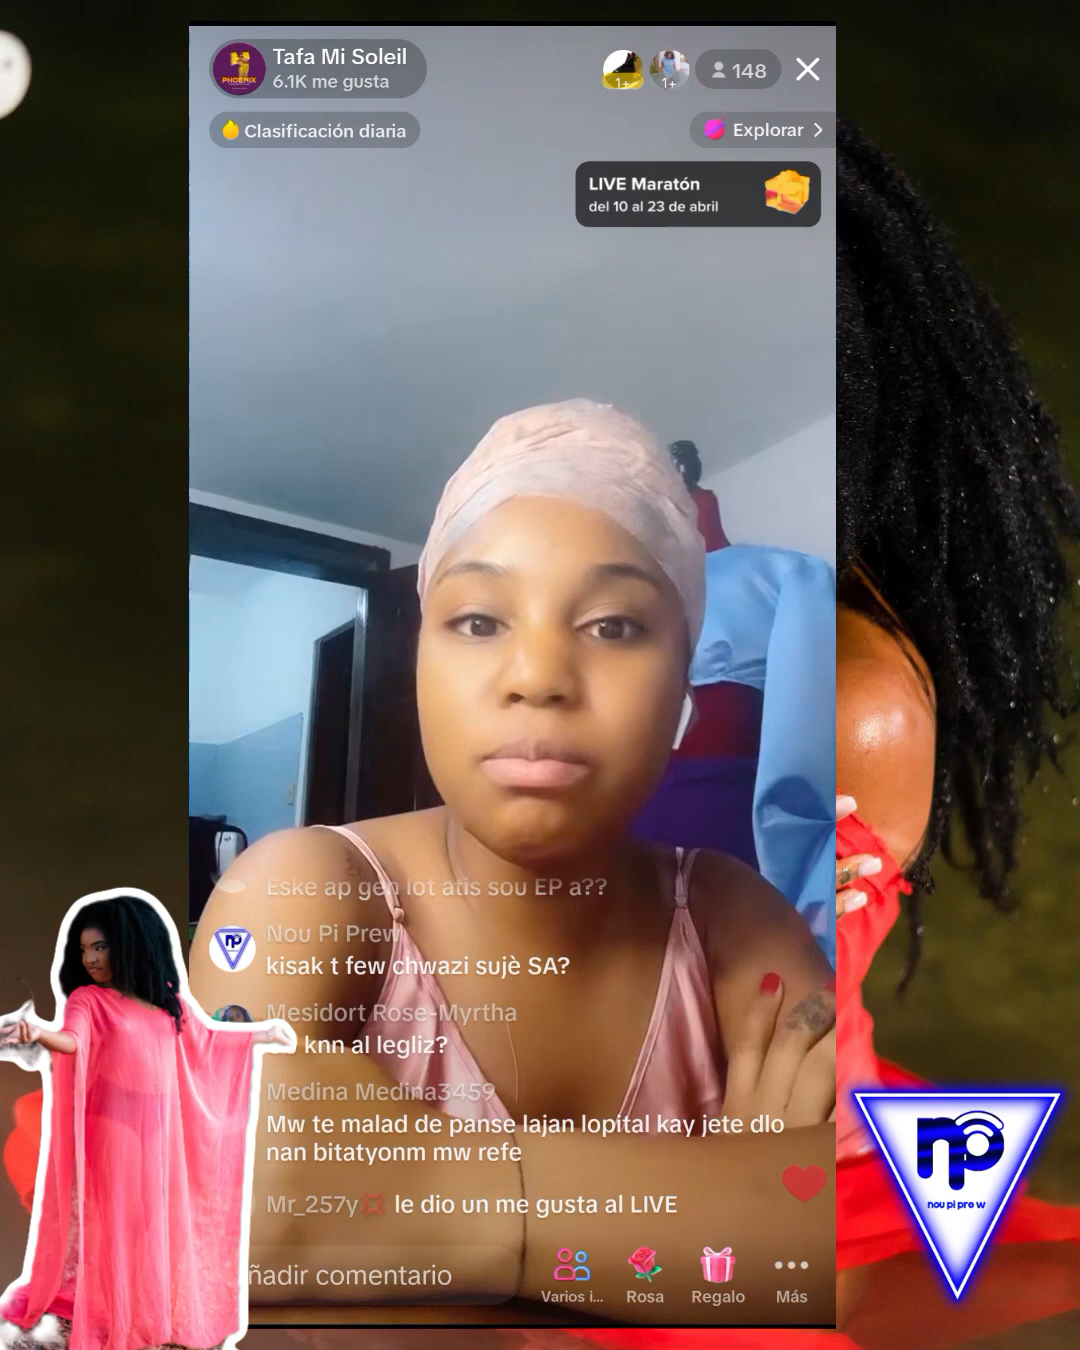 Tafa Mi Soleil
6.1K me gusta
PHOENIX
1+
1+
148
Clasificación diaria
Explorar
LIVE Maratón
del 10 al 23 de abril
Eske ap gen lot atis sou EP a??
Nou Pi Prew
kisak t few chwazi sujè SA?
Mesidort Rose-Myrtha
knn al legliz?
Medina Medina3459
Mw te malad de panse lajan lopital kay jete dlo
nan bitatyonm mw refe
Mr_257y le dio un me gusta al LIVE
ñadir comentario
Varios i...
Rosa
Regalo
Más
np
nou pi pre w